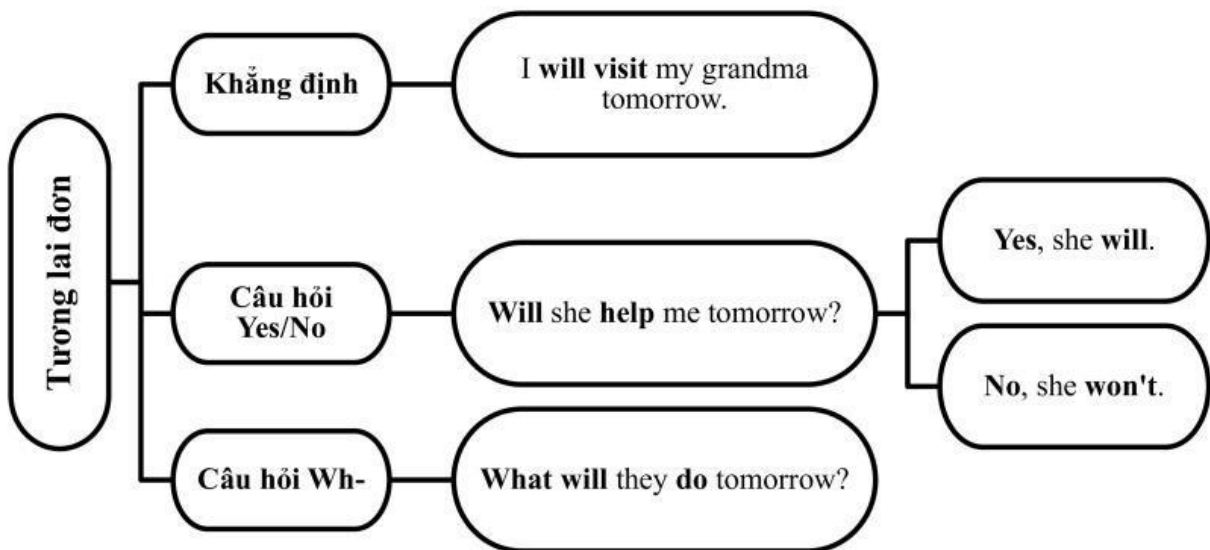 Tương lai đơn
Khẳng định
I will visit my grandma
tomorrow.
Câu hỏi
Yes/No
Will she help me tomorrow?
Yes, she will.
No, she won't.
Câu hỏi Wh-
What will they do tomorrow?